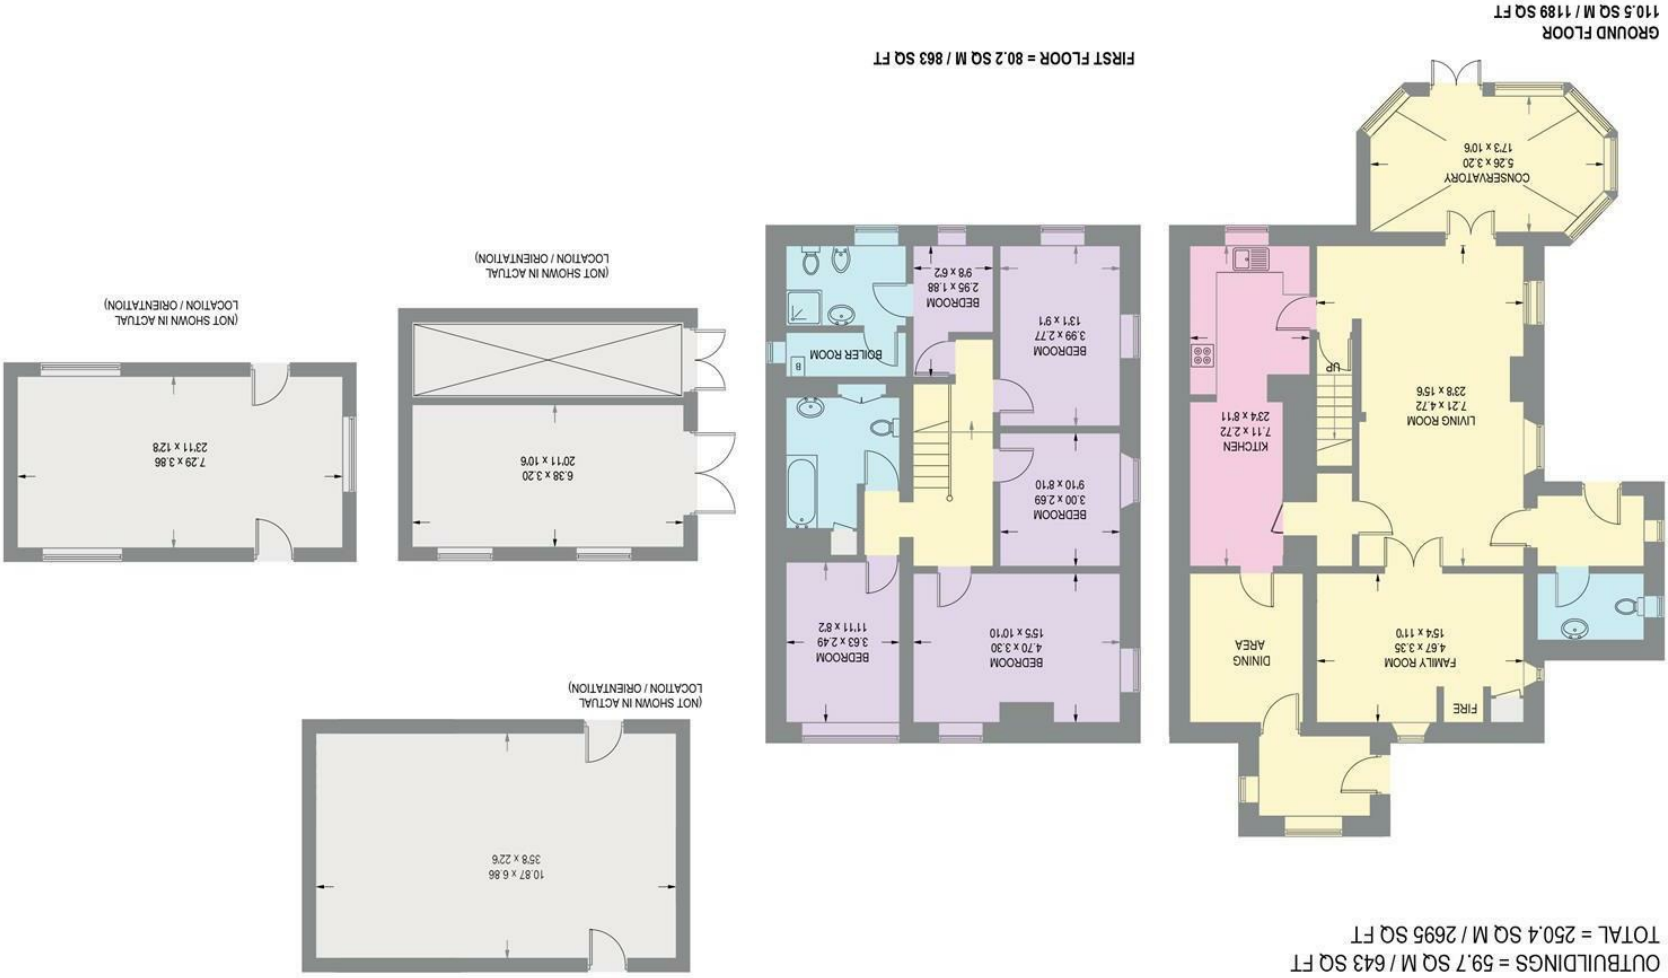 OUTBUILDINGS = 59.7 SQ M / 643 SQ FT
TOTAL = 250.4 SQ M / 2695 SQ FT
FIRE
FAMILY ROOM
4.67 x 3.35
15'4 x 11'0
DINING
AREA
LIVING ROOM
7.21 x 4.72
23'8 x 15'6
KITCHEN
7.11 x 2.72
23'4 x 8'11
UP
CONSERVATORY
5.26 x 3.20
17'3 x 10'6
GROUND FLOOR
110.5 SQ M / 1189 SQ FT
BEDROOM
4.70 x 3.30
15'5 x 10'10
BEDROOM
3.63 x 2.49
11'11 x 8'2
BEDROOM
3.00 x 2.69
9'10 x 8'10
BEDROOM
3.99 x 2.77
13'1 x 9'1
BOILER ROOM
B
BEDROOM
2.95 x 1.88
9'8 x 6'2
FIRST FLOOR = 80.2 SQ M / 863 SQ FT
10.87 x 6.86
35'8 x 22'6
(NOT SHOWN IN ACTUAL
LOCATION / ORIENTATION)
6.38 x 3.20
20'11 x 10'6
(NOT SHOWN IN ACTUAL
LOCATION / ORIENTATION)
7.29 x 3.86
23'11 x 12'8
(NOT SHOWN IN ACTUAL
LOCATION / ORIENTATION)